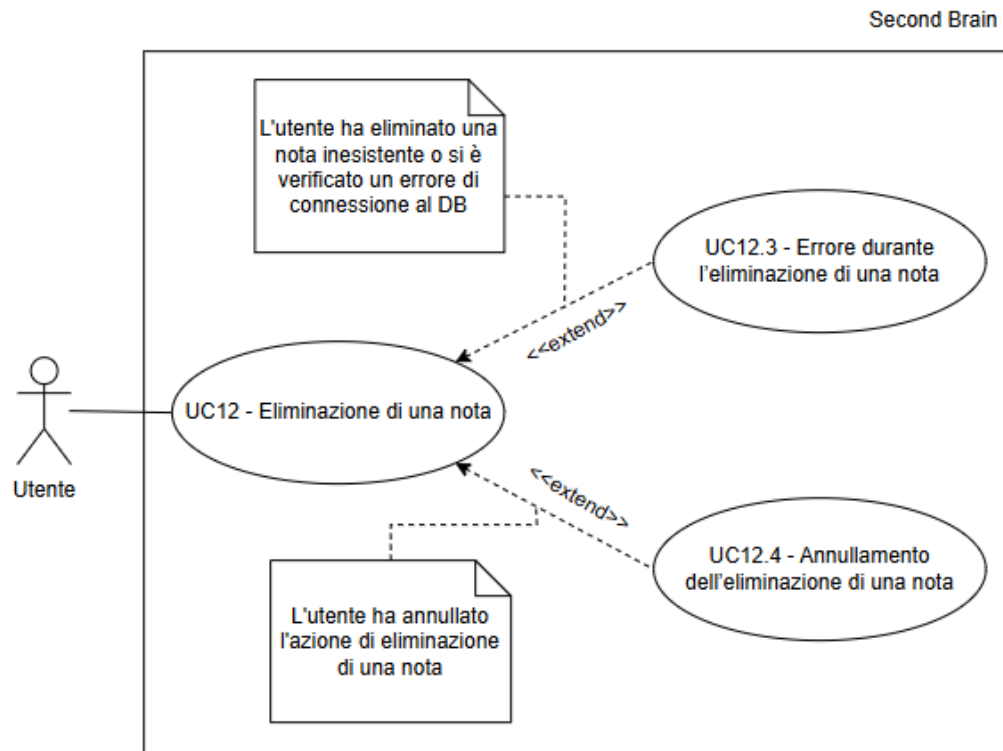 Second Brain
L'utente ha eliminato una
nota inesistente o si è
verificato un errore di
connessione al DB
UC12.3 - Errore durante
l'eliminazione di una nota
<<extend>>
UC12 - Eliminazione di una nota
Utente
<<extend>>
UC12.4 - Annullamento
dell'eliminazione di una nota
L'utente ha annullato
l'azione di eliminazione
di una nota